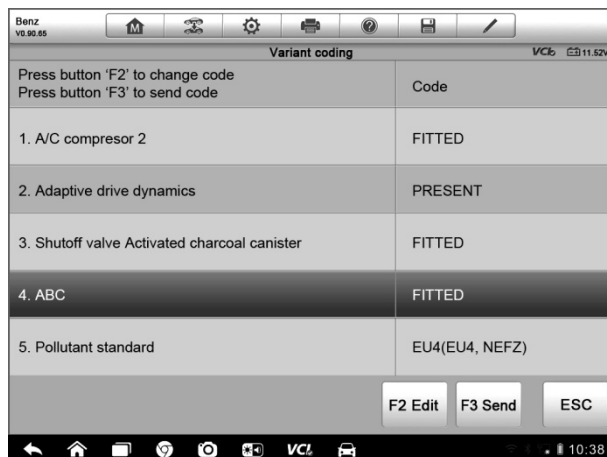 Benz
V0.90.65
Variant coding
VCI
11.52V
Press button ‘F2’ to change code
Press button ‘F3’ to send code
Code
1. A/C compresor 2
FITTED
2. Adaptive drive dynamics
PRESENT
3. Shutoff valve Activated charcoal canister
FITTED
4. ABC
FITTED
5. Pollutant standard
EU4(EU4, NEFZ)
F2 Edit
F3 Send
ESC
VCI
10:38